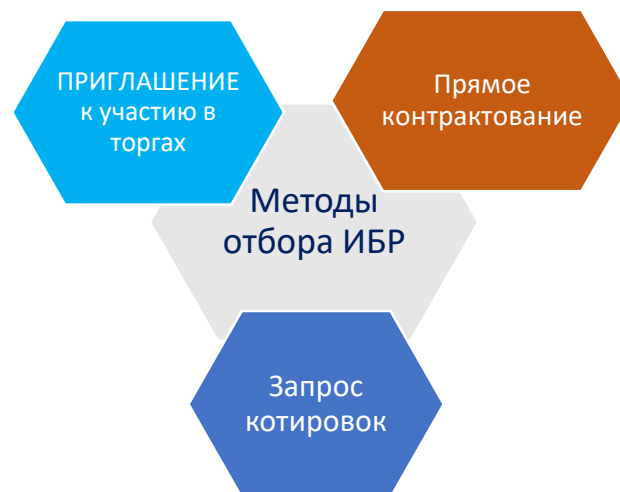 ПРИГЛАШЕНИЕ
к участию в
торгах
Прямое
контрактование
Методы
отбора ИБР
Запрос
котировок